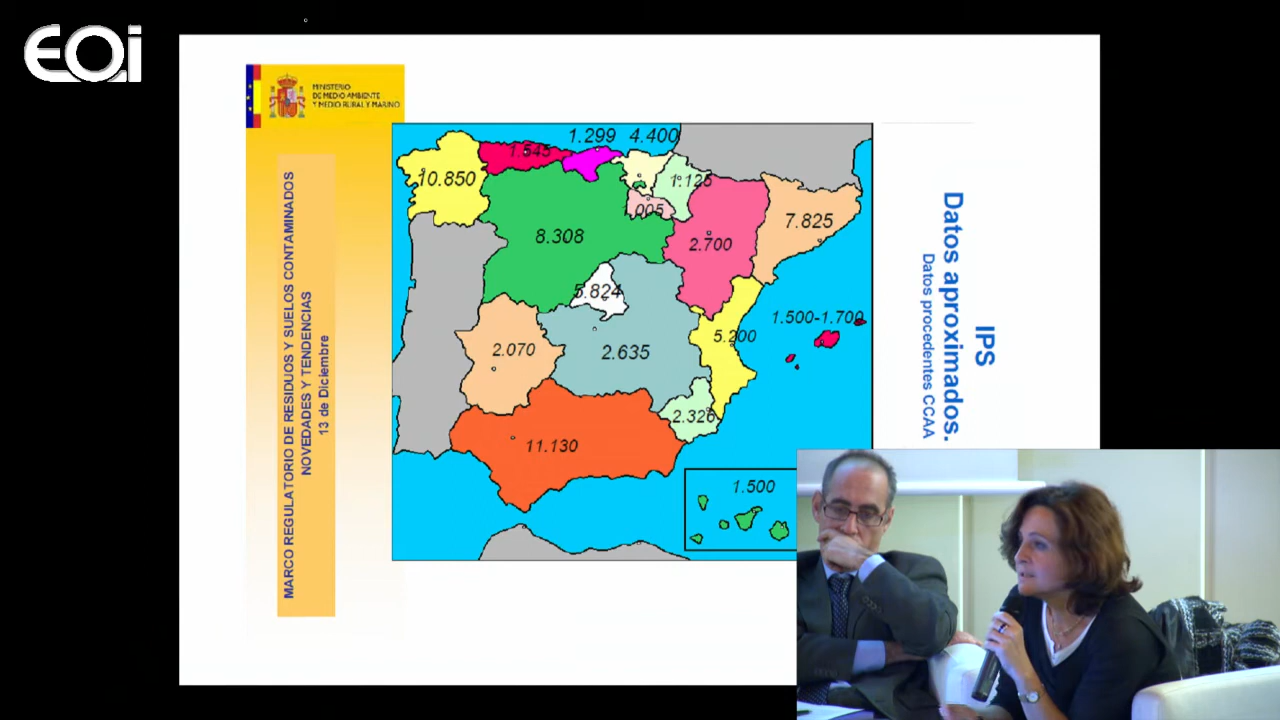 EOi
MINISTERIO
DE MEDIO AMBIENTE
Y MEDIO RURAL Y MARINO
MARCO REGULATORIO DE RESIDUOS Y SUELOS CONTAMINADOS
NOVEDADES Y TENDENCIAS
13 de Diciembre
IPS
Datos aproximados.
Datos procedentes CCAA
1.299 4.400
1.545
10.850
1.125
005
7.825
8.308
2.700
5.824
1.500-1.700
5.200
2.070
2.635
2.326
11.130
1.500